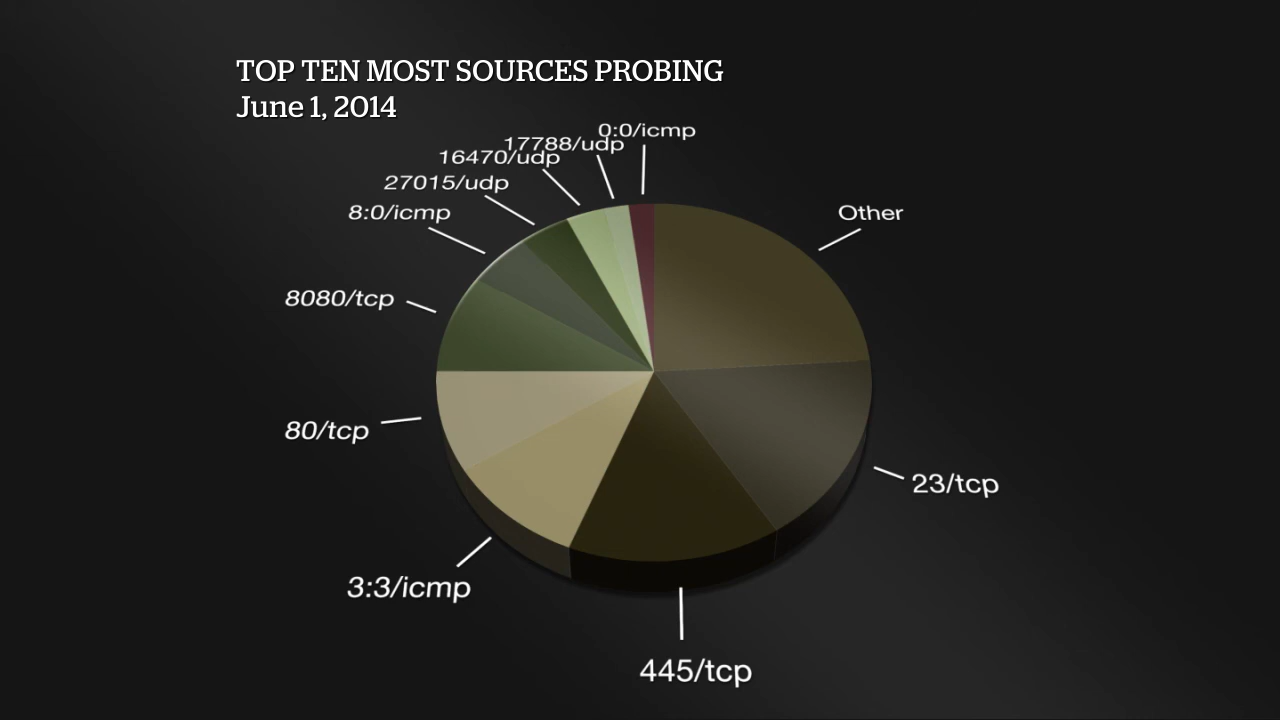 TOP TEN MOST SOURCES PROBING
June 1, 2014
0:0/icmp
17788/udp
16470/udp
27015/udp
8:0/icmp
Other
8080/tcp
80/tcp
23/tcp
3:3/icmp
445/tcp